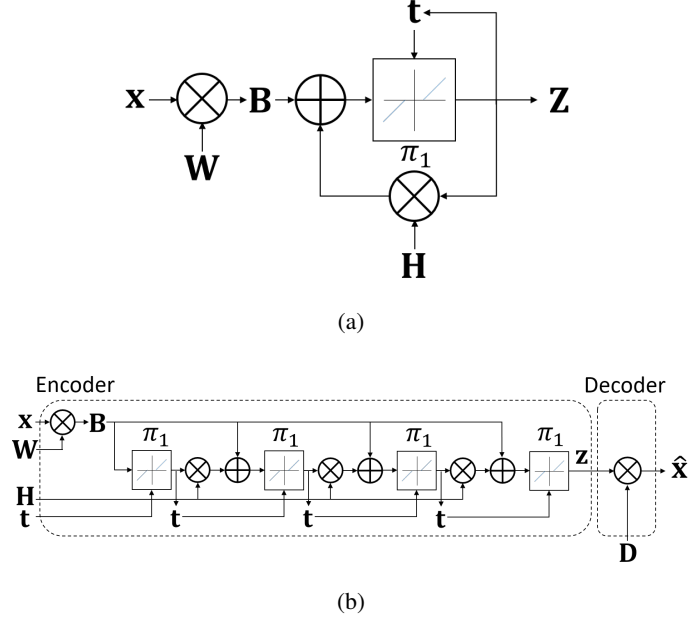 t
x
B
Z
π₁
W
H
(a)
Encoder
Decoder
x
B
W
π₁ π₁ π₁ π₁
z
x̂
H
t
t t t
D
(b)